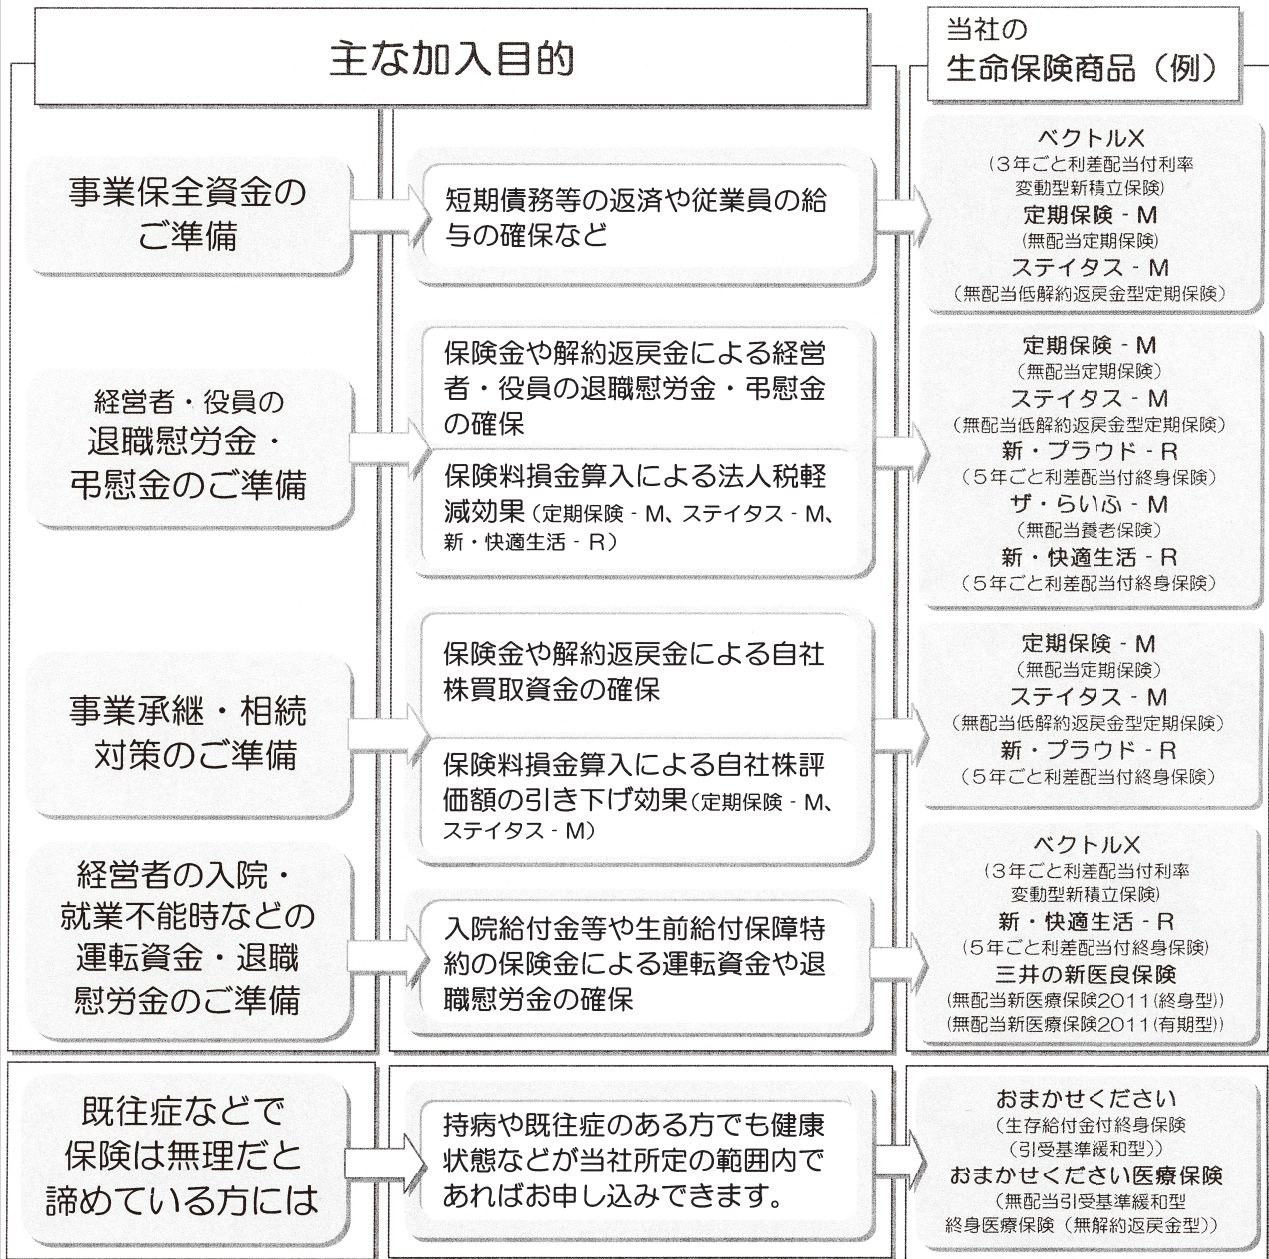 主な加入目的
当社の
生命保険商品（例）
事業保全資金の
ご準備
短期債務等の返済や従業員の給
与の確保など
ベクトルX
(３年ごと利差配当付利率
変動型新積立保険)
定期保険 - M
(無配当定期保険)
ステイタス - M
（無配当低解約返戻金型定期保険）
経営者・役員の
退職慰労金・
弔慰金のご準備
保険金や解約返戻金による経営
者・役員の退職慰労金・弔慰金
の確保
保険料損金算入による法人税軽
減効果（定期保険 - M、ステイタス - M、
新・快適生活 - R）
定期保険 - M
（無配当定期保険）
ステイタス - M
（無配当低解約返戻金型定期保険）
新・プラウド - R
（５年ごと利差配当付終身保険）
ザ・らいふ - M
（無配当養老保険）
新・快適生活 - R
（５年ごと利差配当付終身保険）
事業承継・相続
対策のご準備
保険金や解約返戻金による自社
株買取資金の確保
保険料損金算入による自社株評
価額の引き下げ効果（定期保険 - M、
ステイタス - M）
定期保険 - M
（無配当定期保険）
ステイタス - M
（無配当低解約返戻金型定期保険）
新・プラウド - R
（５年ごと利差配当付終身保険）
経営者の入院・
就業不能時などの
運転資金・退職
慰労金のご準備
入院給付金等や生前給付保障特
約の保険金による運転資金や退
職慰労金の確保
ベクトルX
(３年ごと利差配当付利率
変動型新積立保険)
新・快適生活 - R
(５年ごと利差配当付終身保険)
三井の新医良保険
(無配当新医療保険2011(終身型))
(無配当新医療保険2011(有期型))
既往症などで
保険は無理だと
諦めている方には
持病や既往症のある方でも健康
状態などが当社所定の範囲内で
あればお申し込みできます。
おまかせください
（生存給付金付終身保険
（引受基準緩和型））
おまかせください医療保険
（無配当引受基準緩和型
終身医療保険（無解約返戻金型））